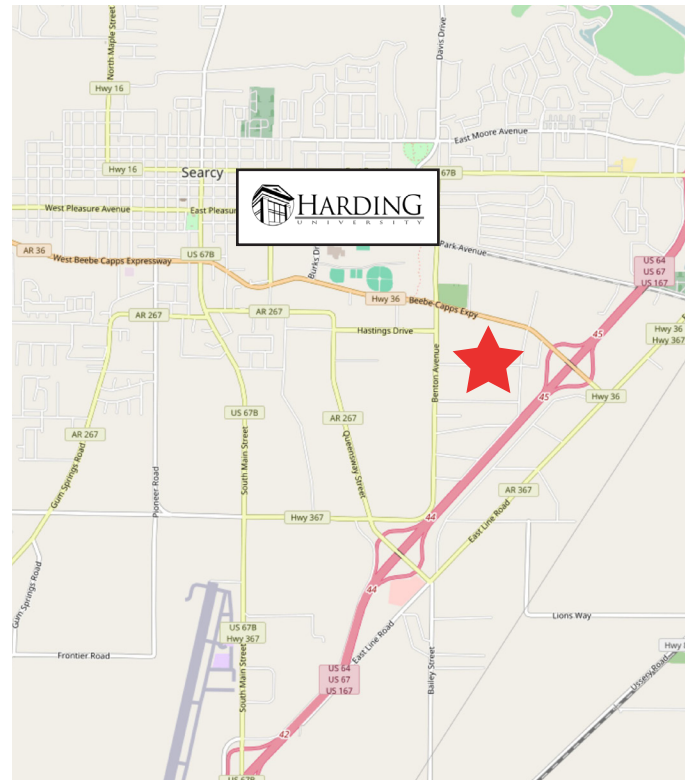 North Maple Street
Davis Drive
Hwy 16
East Moore Avenue
Hwy 16
67B
Searcy
HARDING
UNIVERSITY
West Pleasure Avenue
East Pleasu
Park Avenue
AR 36
US 67B
West Beebe Capps Expressway
Burks Dr
US 64
US 67
US 167
Hwy 36
Beebe Capps Expy
AR 267
AR 267
Hastings Drive
45
Hwy 36
Hwy 367
Benton Avenue
45
Hwy 36
US 67B
AR 267
AR 267
Gum Springs Road
Pioneer Road
South Main Street
Queensway Street
AR 367
Hwy 367
44
East Line Road
44
Gum Springs Road
Lions Way
US 67B
Hwy 367
Frontier Road
East Line Road
Bailey Street
Hwy
Ussery Road
South Main Street
US 64
US 67
US 167
42
US 67B